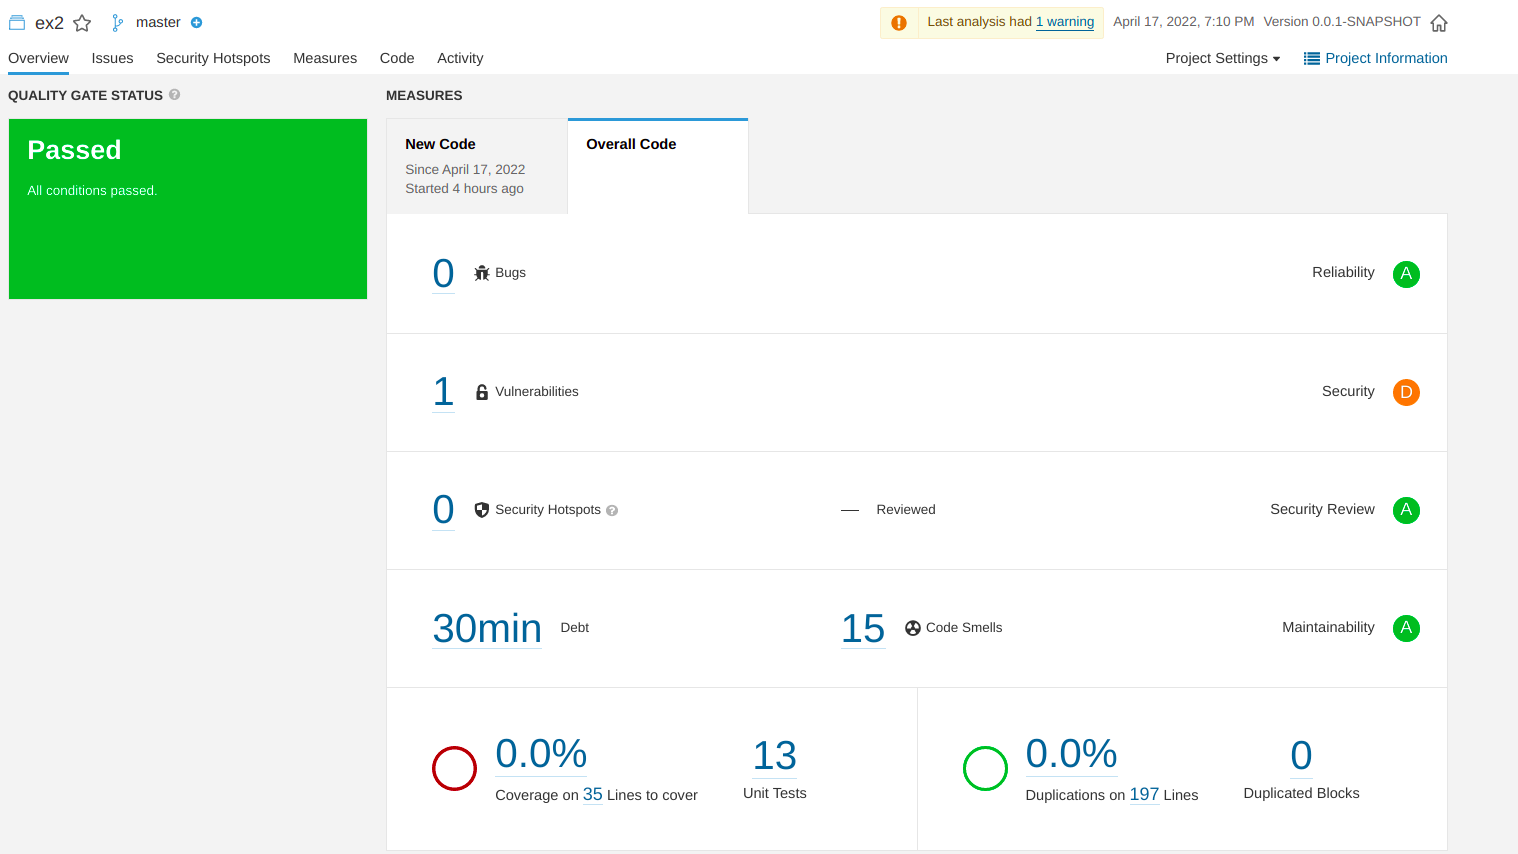 ex2 master
Last analysis had 1 warning April 17, 2022, 7:10 PM Version 0.0.1-SNAPSHOT
Overview Issues Security Hotspots Measures Code Activity
Project Settings Project Information
QUALITY GATE STATUS ?
Passed
All conditions passed.
MEASURES
New Code
Since April 17, 2022
Started 4 hours ago
Overall Code
0 Bugs Reliability A
1 Vulnerabilities Security D
0 Security Hotspots ? — Reviewed Security Review A
30min Debt 15 Code Smells Maintainability A
0.0%
Coverage on 35 Lines to cover
13
Unit Tests
0.0%
Duplications on 197 Lines
0
Duplicated Blocks